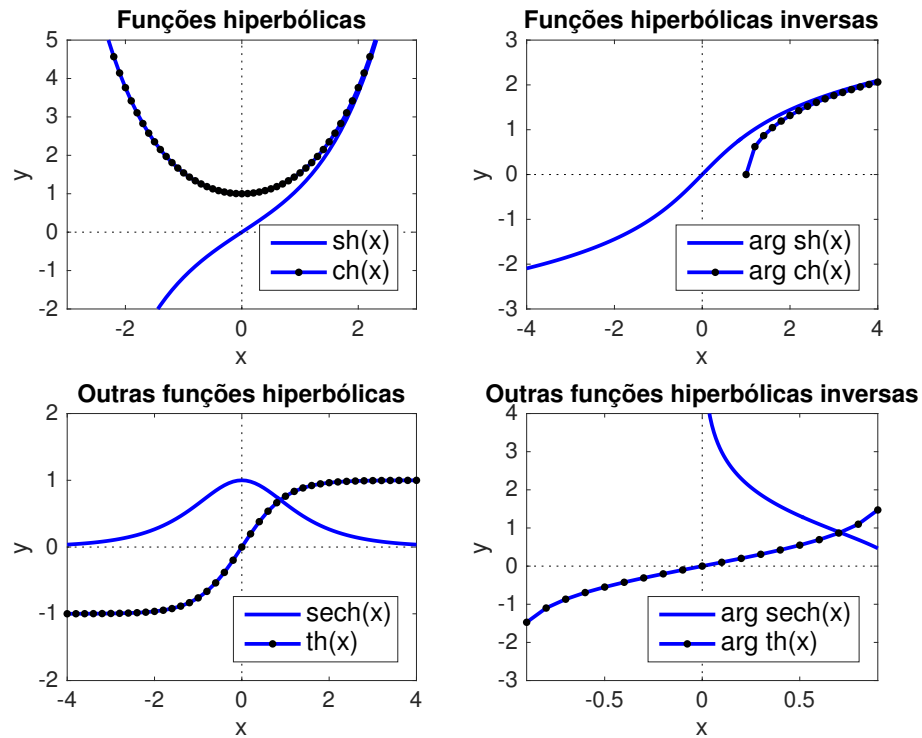 Funções hiperbólicas
5
4
3
2
1
0
-1
-2
y
-2 0 2
x
sh(x)
ch(x)
Funções hiperbólicas inversas
3
2
1
0
-1
-2
-3
y
-4 -2 0 2 4
x
arg sh(x)
arg ch(x)
Outras funções hiperbólicas
2
1
0
-1
-2
y
-4 -2 0 2 4
x
sech(x)
th(x)
Outras funções hiperbólicas inversas
4
3
2
1
0
-1
-2
-3
y
-0.5 0 0.5
x
arg sech(x)
arg th(x)